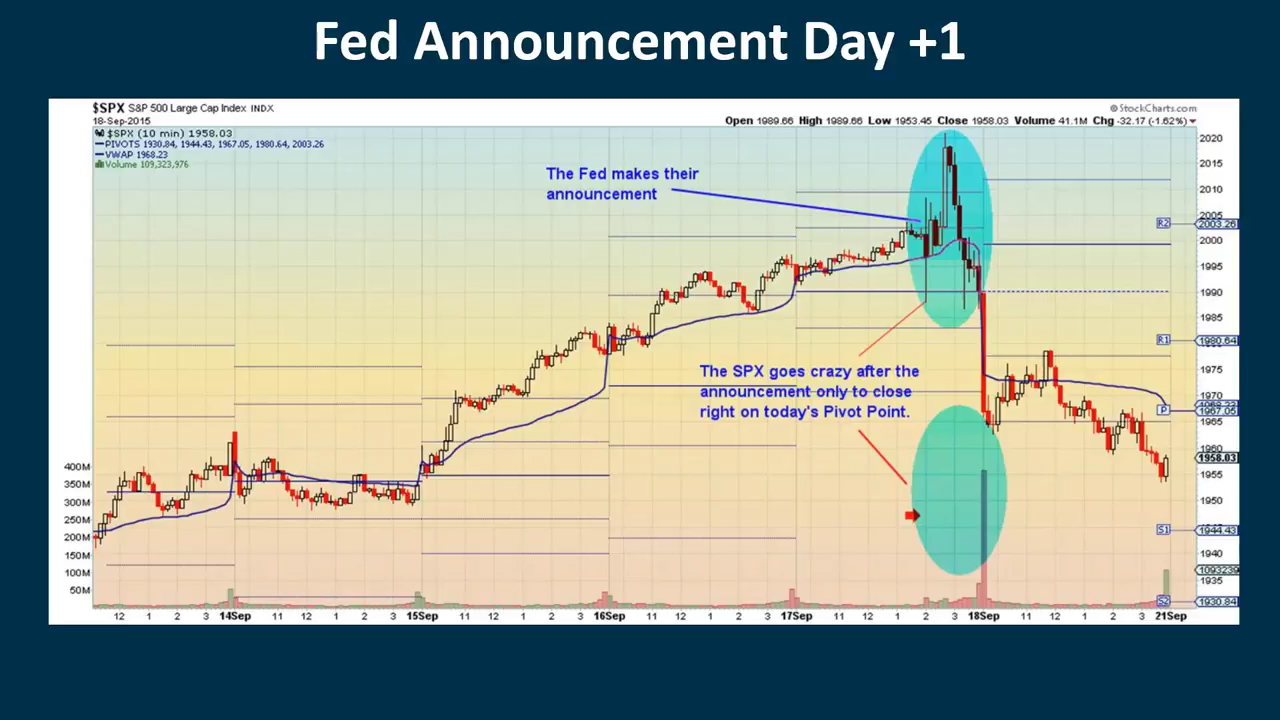 Fed Announcement Day +1
$SPX S&P 500 Large Cap Index INDX
© StockCharts.com
18-Sep-2015
Open 1989.66 High 1989.66 Low 1953.45 Close 1958.03 Volume 41.1M Chg -32.17 (-1.62%)
$SPX (10 min) 1958.03
PIVOTS 1930.84, 1944.43, 1967.05, 1980.64, 2003.26
VWAP 1968.23
Volume 109,323,976
The Fed makes their
announcement
The SPX goes crazy after the
announcement only to close
right on today's Pivot Point.
2020
2015
2010
2005
R2 2003.26
2000
1995
1990
1985
R1 1980.64
1975
1970
P 1967.05
1960
1958.03
1955
1950
S1 1944.43
1940
1935
S2 1930.84
400M
350M
300M
250M
200M
150M
100M
50M
12 1 2 3 14Sep 11 12 1 2 3 15Sep 11 12 1 2 3 16Sep 11 12 1 2 3 17Sep 11 12 1 2 3 18Sep 11 12 1 2 3 21Sep